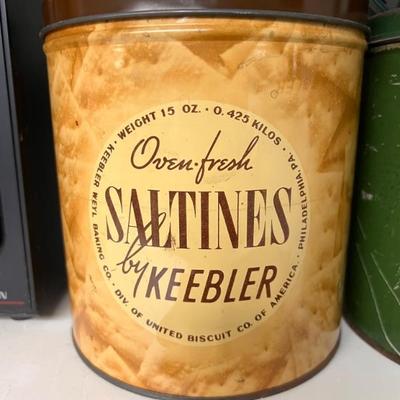 · WEIGHT 15 OZ. · 0.425 KILOS ·
Oven-fresh
SALTINES
by KEEBLER
KEEBLER WEYL BAKING CO. · DIV. OF UNITED BISCUIT CO. OF AMERICA. · PHILADELPHIA, PA.
N